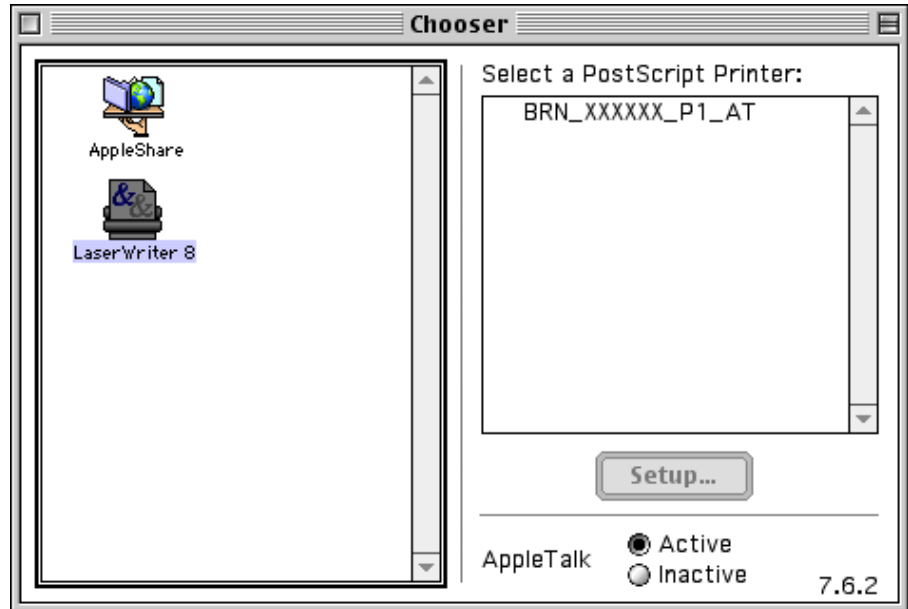 Chooser
AppleShare
LaserWriter 8
Select a PostScript Printer:
BRN_XXXXXX_P1_AT
Setup...
AppleTalk
Active
Inactive
7.6.2